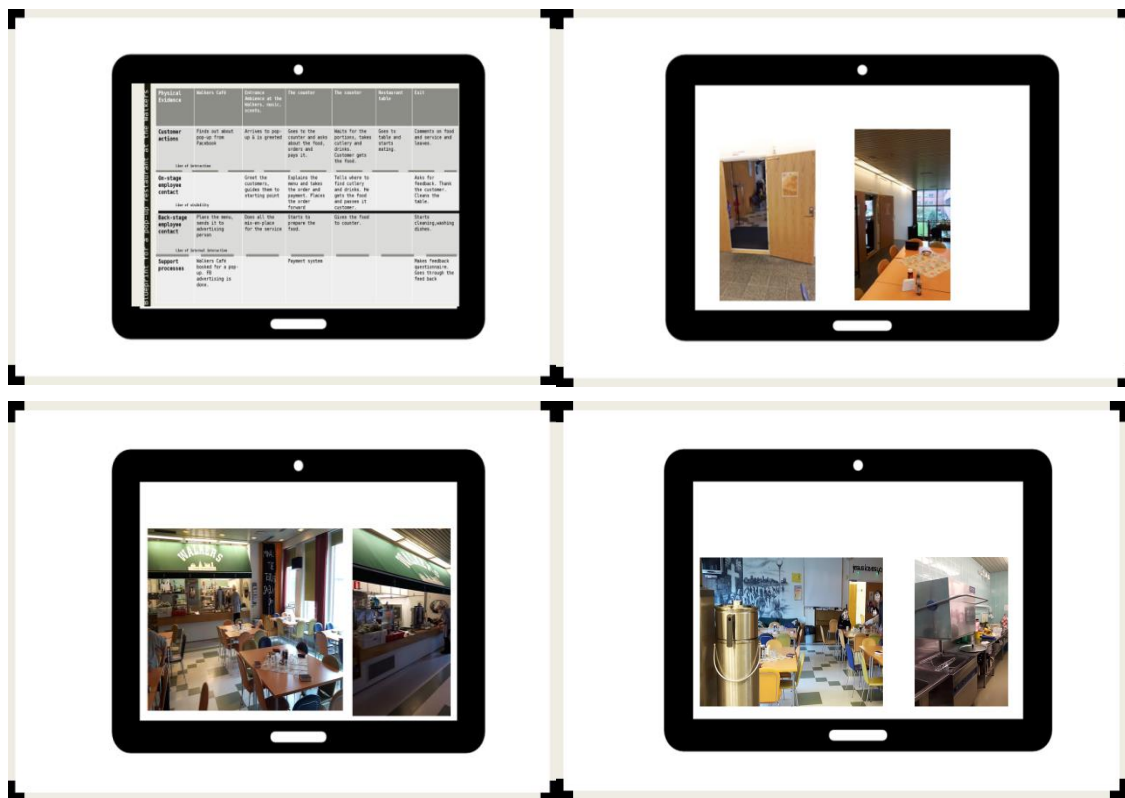 Blueprint for a pop-up restaurant at the Walkers
Physical
Evidence
Walkers Café
Entrance
Ambience at the
Walkers, music,
scents.
The counter
The counter
Restaurant
table
Exit
Customer
actions
Finds out about
pop-up from
Facebook
Arrives to pop-
up & is greeted
Goes to the
counter and asks
about the food,
orders and
pays it.
Waits for the
portions, takes
cutlery and
drinks.
Customer gets
the food.
Goes to
table and
starts
eating.
Comments on food
and service and
leaves.
Line of interaction
On-stage
employee
contact
Greet the
customers,
guides them to
starting point
Explains the
menu and takes
the order and
payment. Places
the order
forward
Tells where to
find cutlery
and drinks. He
gets the food
and passes it
customer.
Asks for
feedback. Thank
the customer.
Cleans the
table.
Line of visibility
Back-stage
employee
contact
Plans the menu,
sends it to
advertising
person
Does all the
mis-en-place
for the service
Starts to
prepare the
food.
Gives the food
to counter.
Starts
cleaning,washing
dishes.
Line of internal interaction
Support
processes
Walkers Café
booked for a pop-
up. FB
advertising is
done.
Payment system
Makes feedback
questionnaire.
Goes through the
feed back
WALKERS